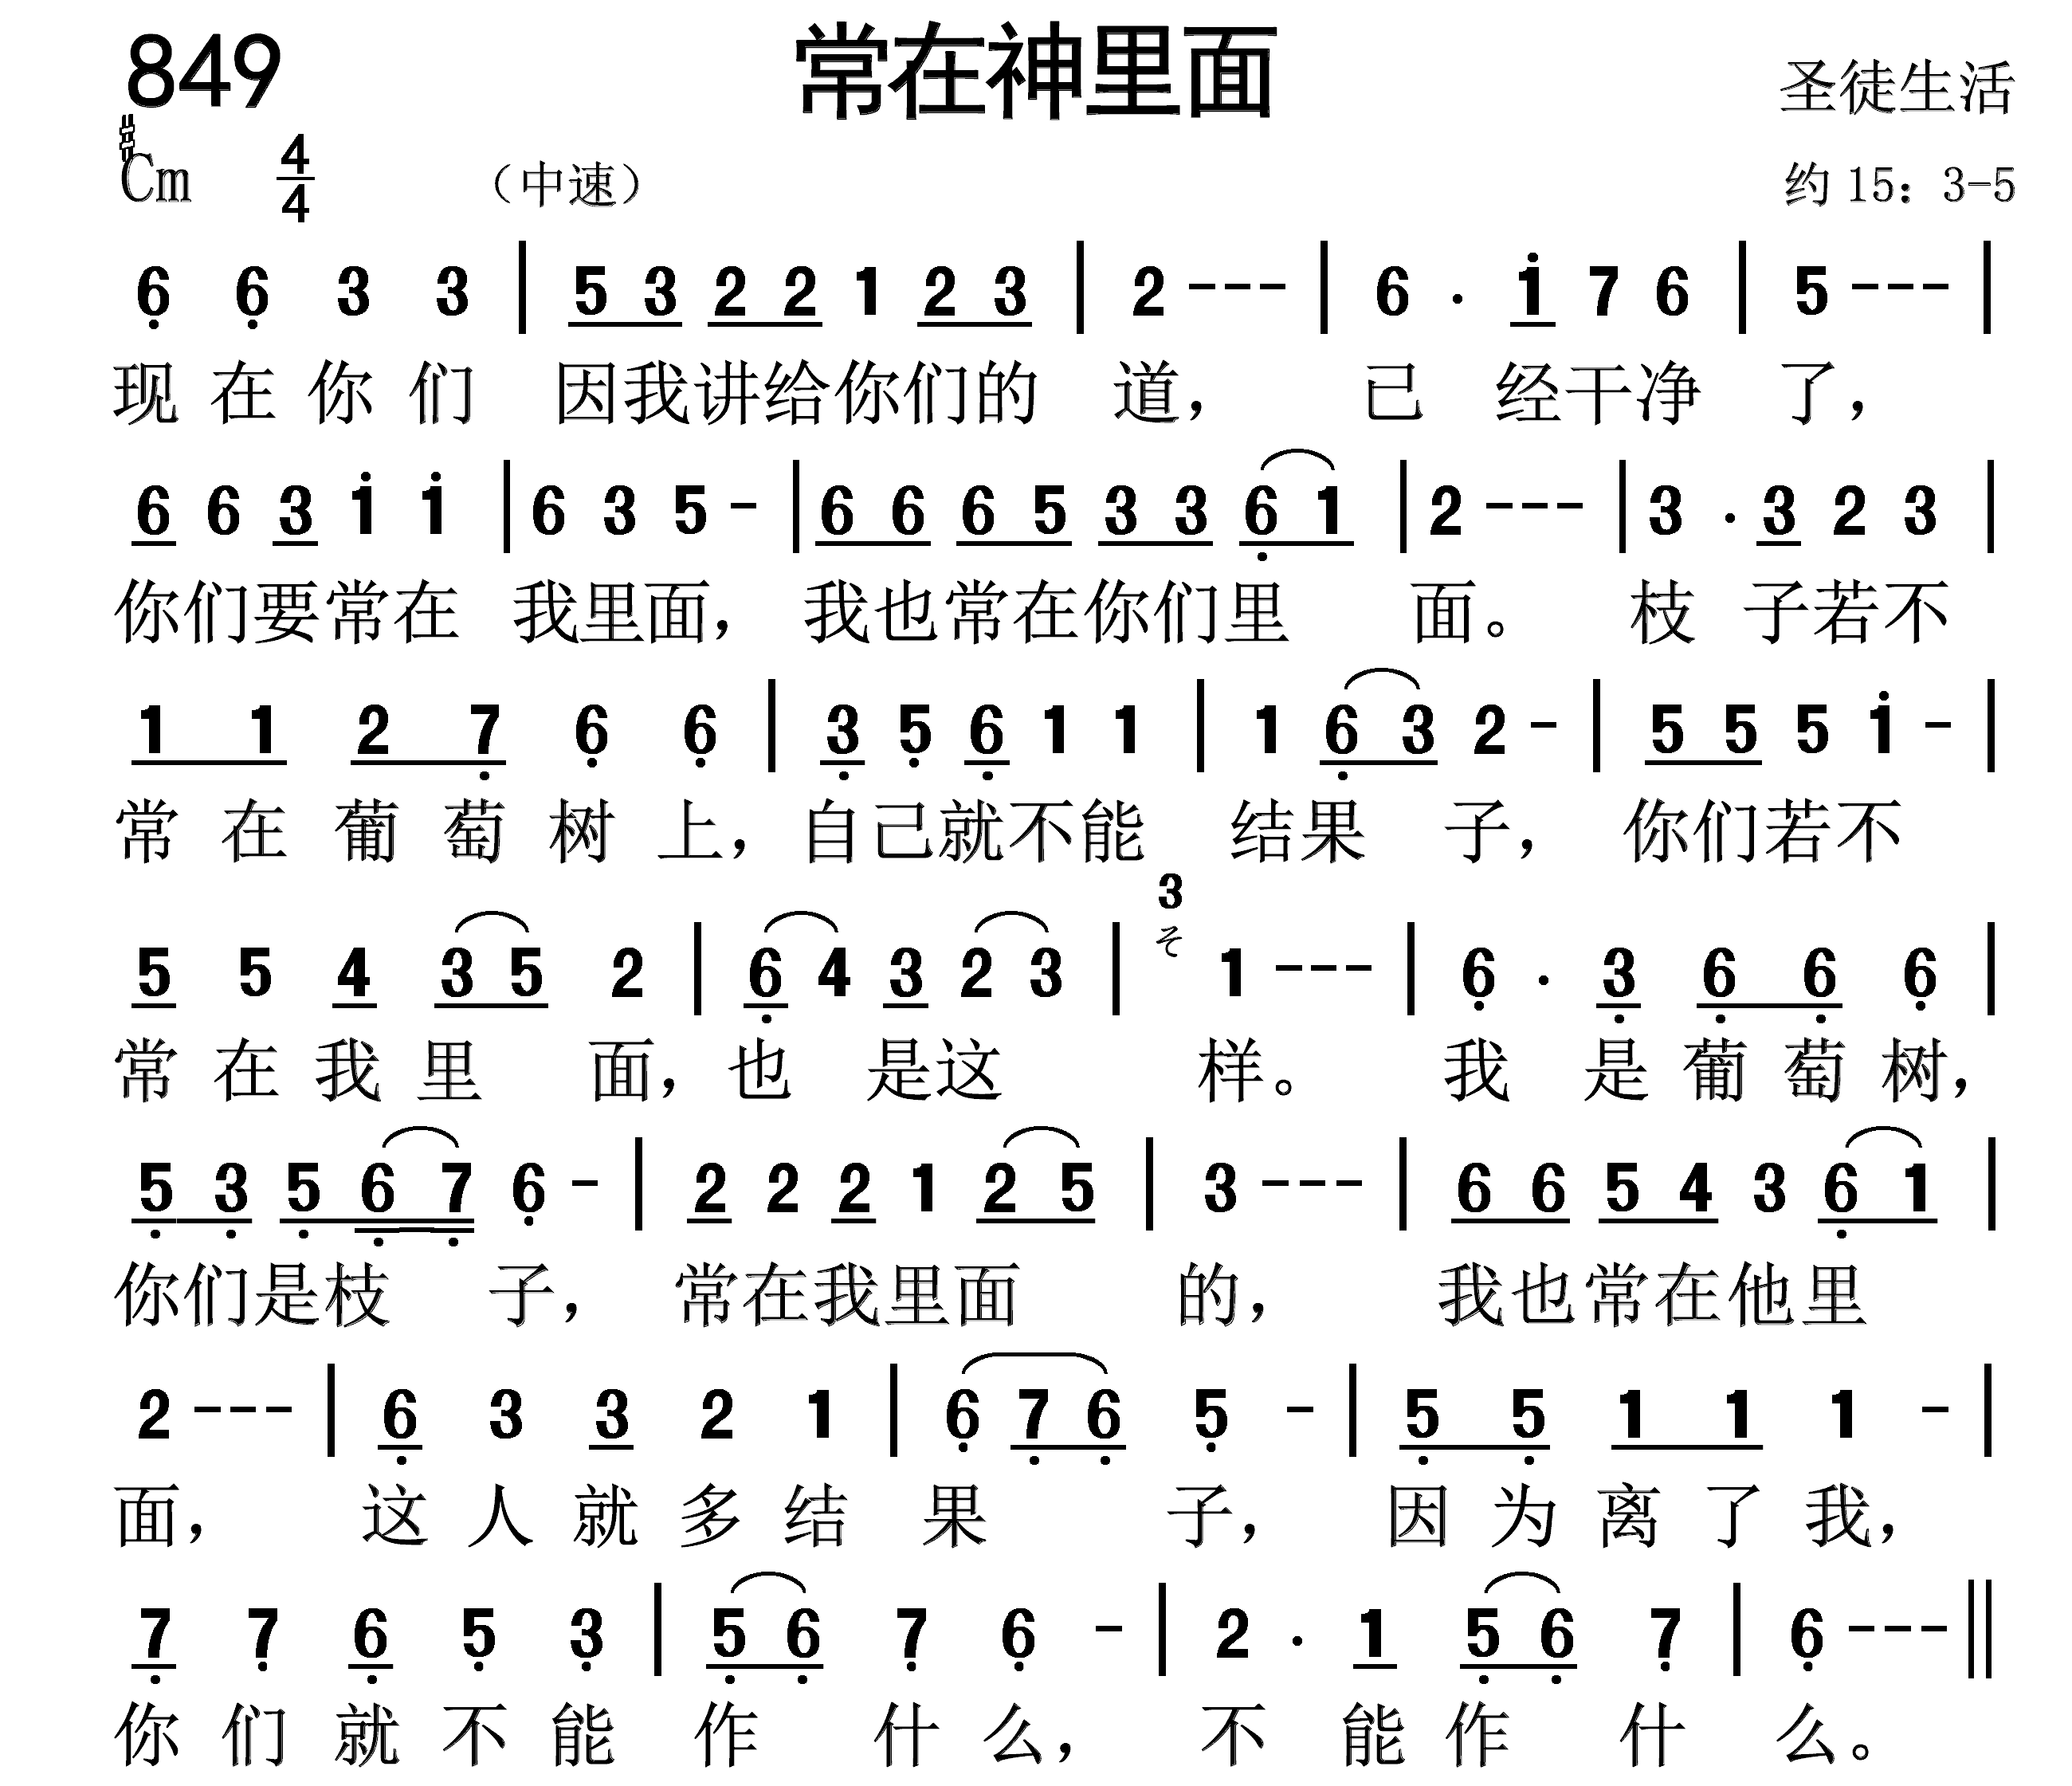 849 常在神里面 圣徒生活
#Cm 4/4 （中速） 约 15：3-5
6̣ 6̣ 3 3 | 5 3 2 2 1 2 3 | 2 - - - | 6 · i 7 6 | 5 - - - |
现在你们 因我讲给你们的 道， 已 经干净 了，
6 6 3 i i | 6 3 5 - | 6 6 6 5 3 3 6̣ 1 | 2 - - - | 3 · 3 2 3 |
你们要常在 我里面， 我也常在你们里 面。 枝 子若不
1 1 2 7̣ 6̣ 6̣ | 3̣ 5̣ 6̣ 1 1 | 1 6̣ 3 2 - | 5 5 5 i - |
常在葡萄树上， 自己就不能 结果 子， 你们若不
3
5 5 4 3 5 2 | 6̣ 4 3 2 3 | 1 - - - | 6̣ · 3̣ 6̣ 6̣ 6̣ |
常在我里 面， 也 是这 样。 我 是葡萄树，
5̣ 3̣ 5̣ 6̣ 7̣ 6̣ - | 2 2 2 1 2 5 | 3 - - - | 6 6 5 4 3 6̣ 1 |
你们是枝 子， 常在我里面 的， 我也常在他里
2 - - - | 6̣ 3 3 2 1 | 6̣ 7̣ 6̣ 5̣ - | 5̣ 5̣ 1 1 1 - |
面， 这人就多结 果 子， 因为离了我，
7̣ 7̣ 6̣ 5̣ 3̣ | 5̣ 6̣ 7̣ 6̣ - | 2 · 1 5̣ 6̣ 7̣ | 6̣ - - - ||
你们就不能 作 什么， 不 能作 什 么。